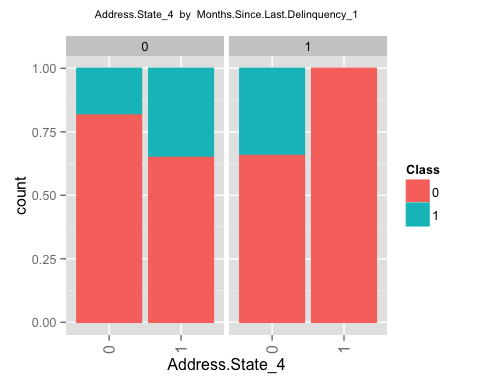 Address.State_4 by Months.Since.Last.Delinquency_1
0 1
1.00
0.75
0.50
0.25
0.00
count
0 1 0 1
Address.State_4
Class
0
1